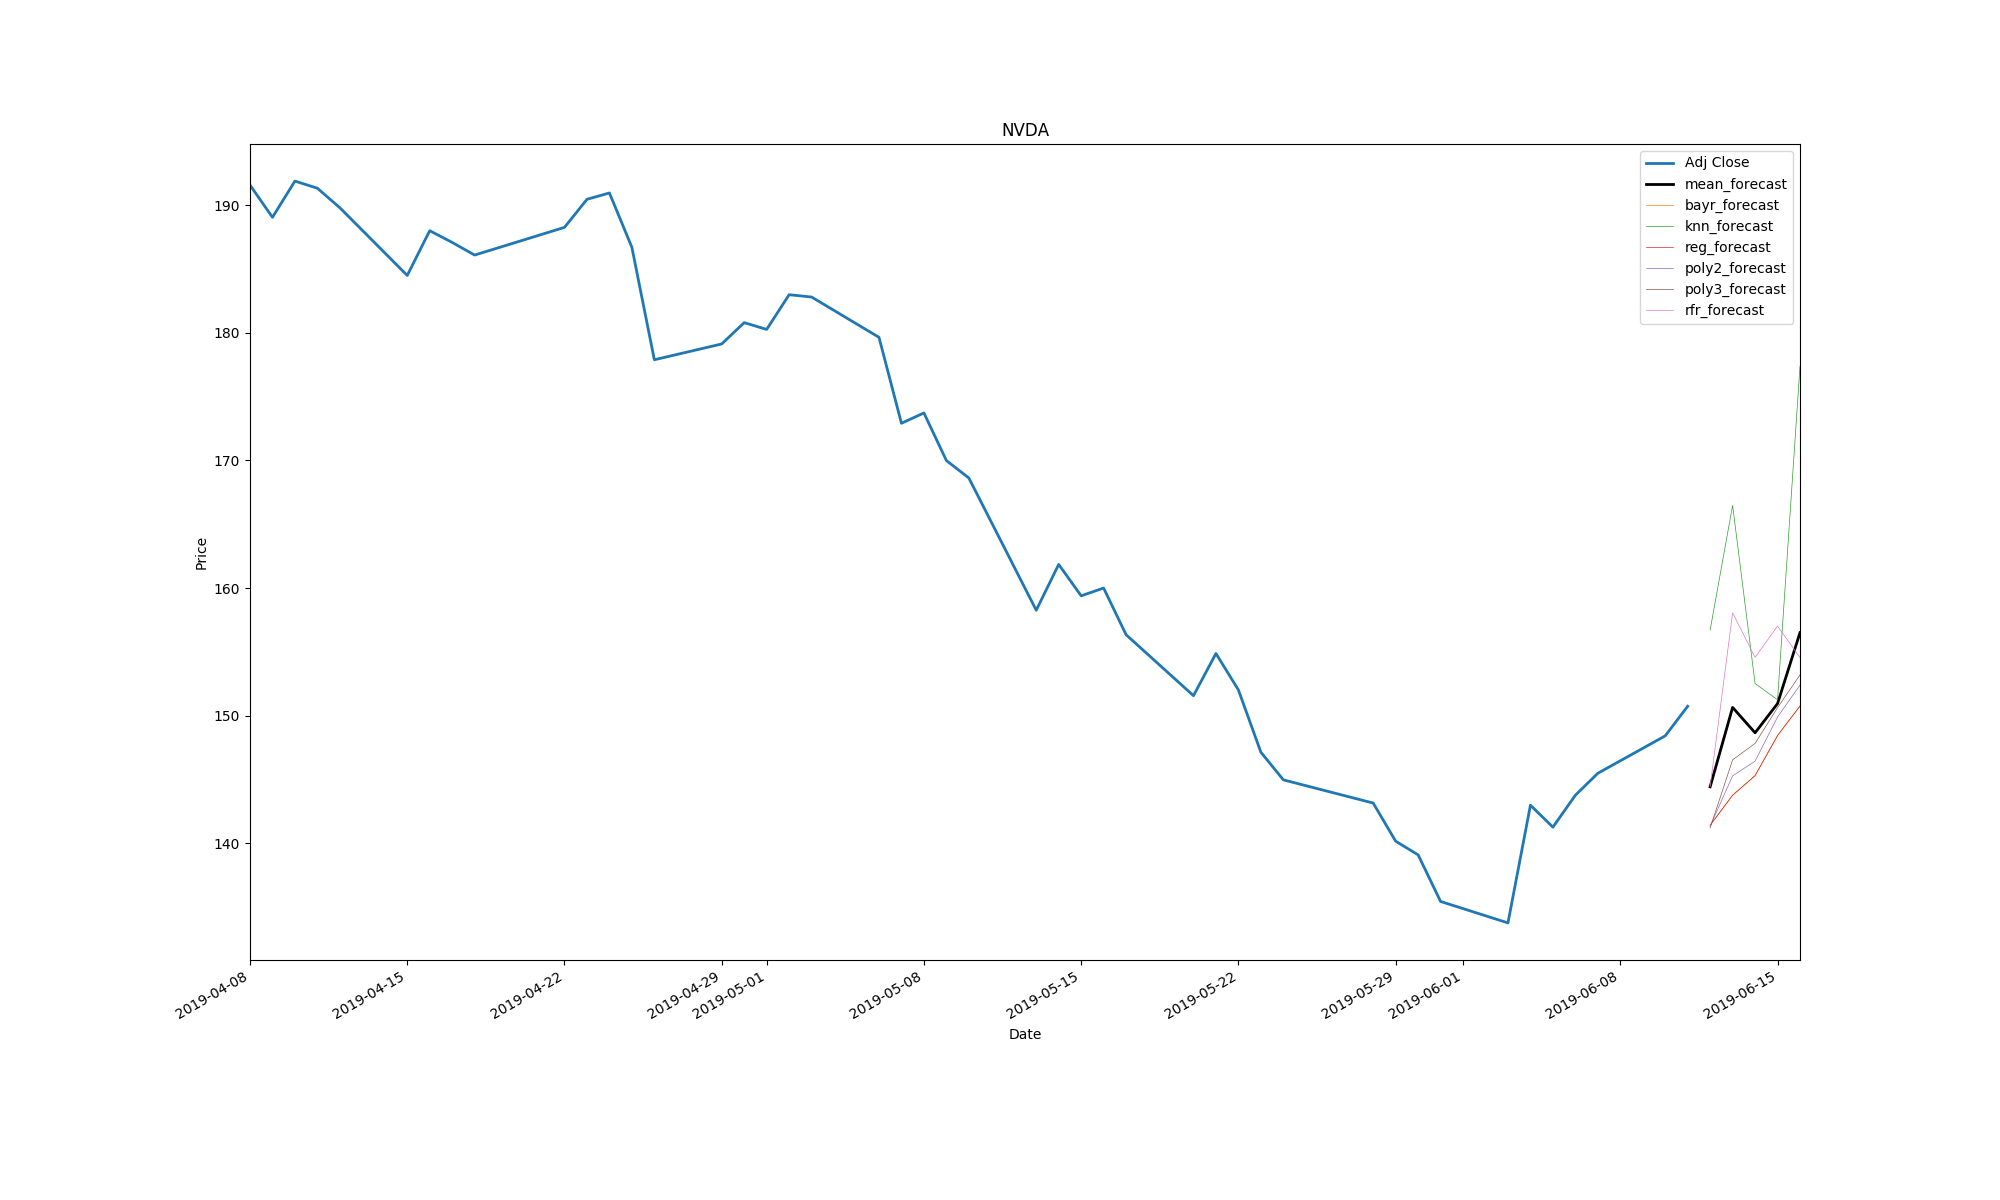 NVDA
Adj Close
mean_forecast
bayr_forecast
knn_forecast
reg_forecast
poly2_forecast
poly3_forecast
rfr_forecast
190
180
170
160
150
140
Price
2019-04-08
2019-04-15
2019-04-22
2019-04-29
2019-05-01
2019-05-08
2019-05-15
2019-05-22
2019-05-29
2019-06-01
2019-06-08
2019-06-15
Date